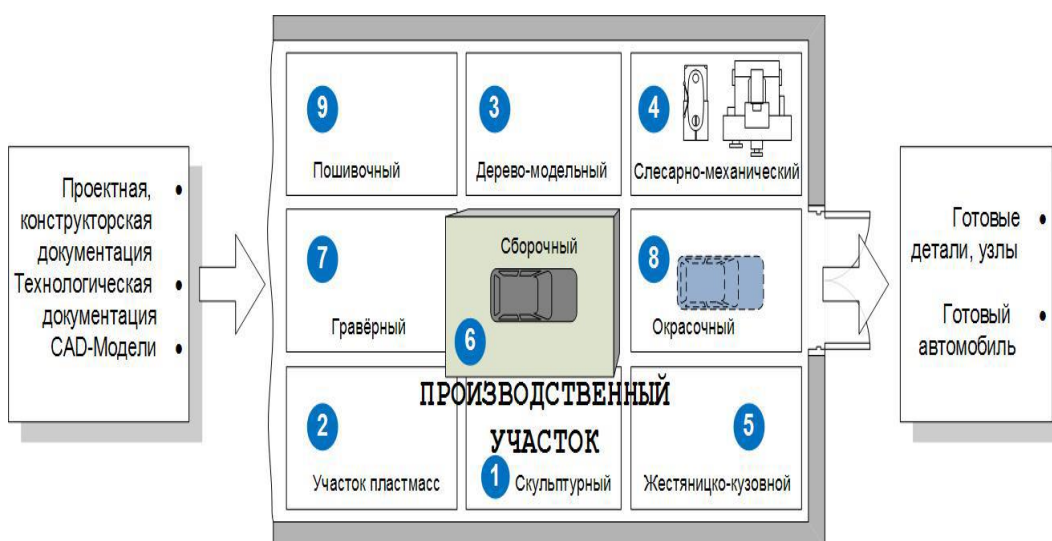 Проектная,
конструкторская
документация
Технологическая
документация
CAD-Модели
9
Пошивочный
3
Дерево-модельный
4
Слесарно-механический
7
Гравёрный
Сборочный
6
8
Окрасочный
2
Участок пластмасс
ПРОИЗВОДСТВЕННЫЙ
УЧАСТОК
1
Скульптурный
5
Жестяницко-кузовной
Готовые
детали, узлы
Готовый
автомобиль